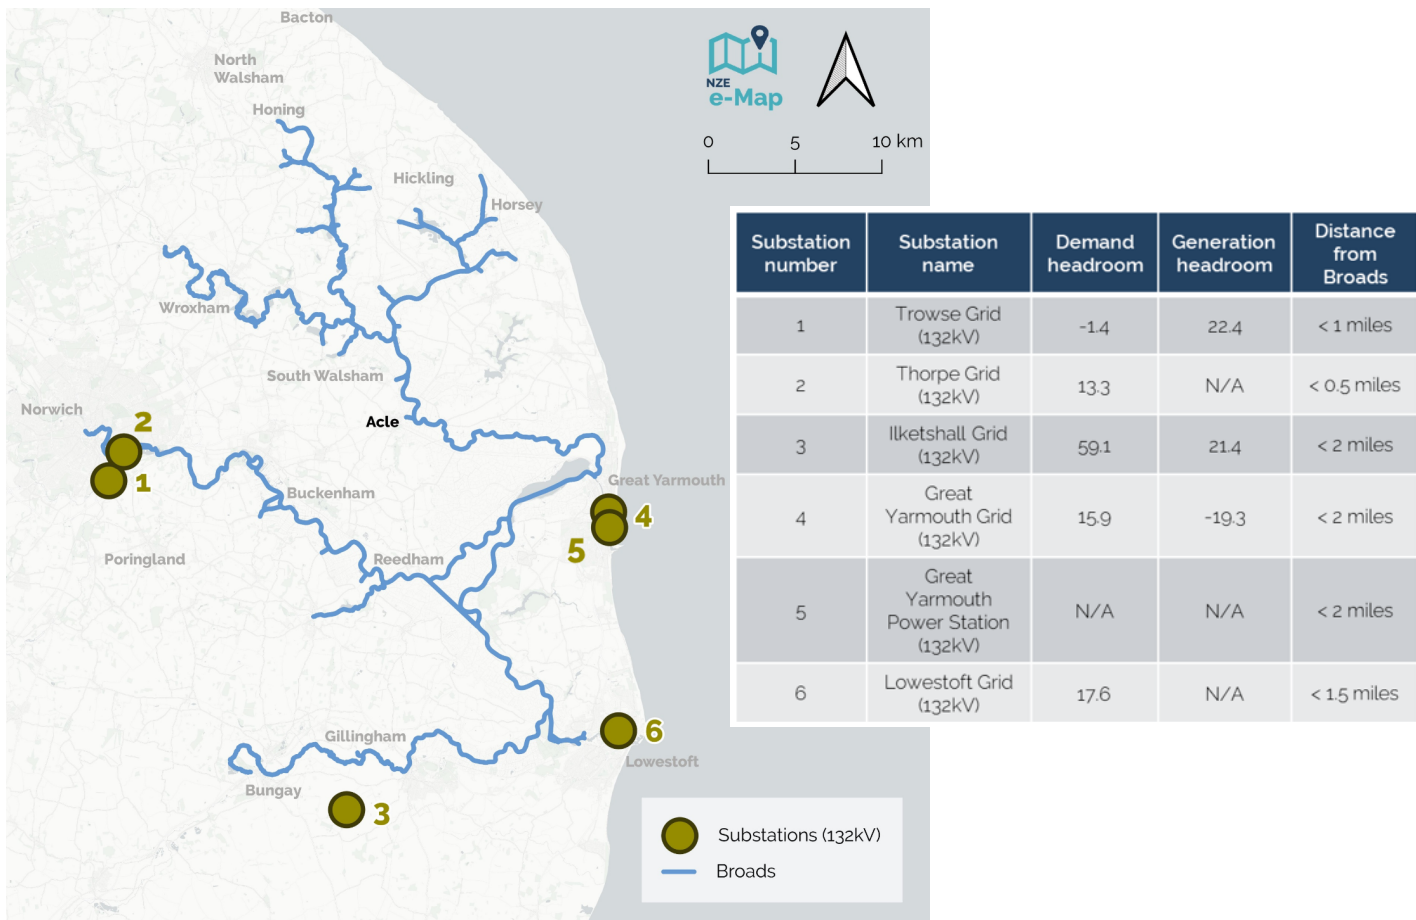 Bacton
North
Walsham
Honing
Hickling
Horsey
Wroxham
South Walsham
Norwich
Acle
2
1
Buckenham
Great Yarmouth
4
5
Poringland
Reedham
Gillingham
6
Lowestoft
Bungay
3
NZE
e-Map
0 5 10 km
Substations (132kV)
Broads
Substation
number
Substation
name
Demand
headroom
Generation
headroom
Distance
from
Broads
1
Trowse Grid
(132kV)
-1.4
22.4
< 1 miles
2
Thorpe Grid
(132kV)
13.3
N/A
< 0.5 miles
3
Ilketshall Grid
(132kV)
59.1
21.4
< 2 miles
4
Great
Yarmouth Grid
(132kV)
15.9
-19.3
< 2 miles
5
Great
Yarmouth
Power Station
(132kV)
N/A
N/A
< 2 miles
6
Lowestoft Grid
(132kV)
17.6
N/A
< 1.5 miles